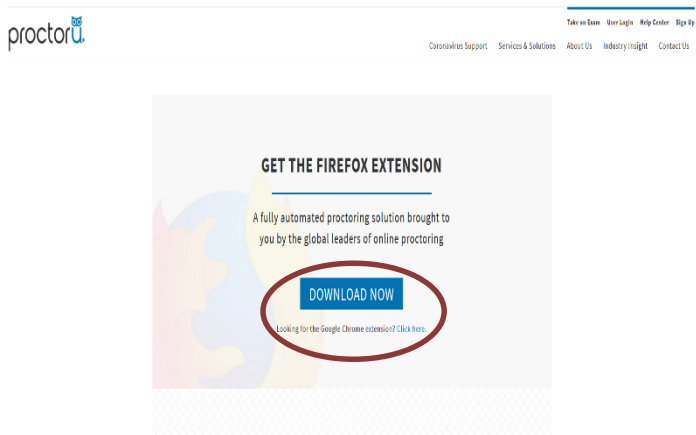 proctoru
Take an Exam User Login Help Center Sign Up
Coronavirus Support Services & Solutions About Us Industry Insight Contact Us
GET THE FIREFOX EXTENSION
A fully automated proctoring solution brought to
you by the global leaders of online proctoring
DOWNLOAD NOW
Looking for the Google Chrome extension? Click here.